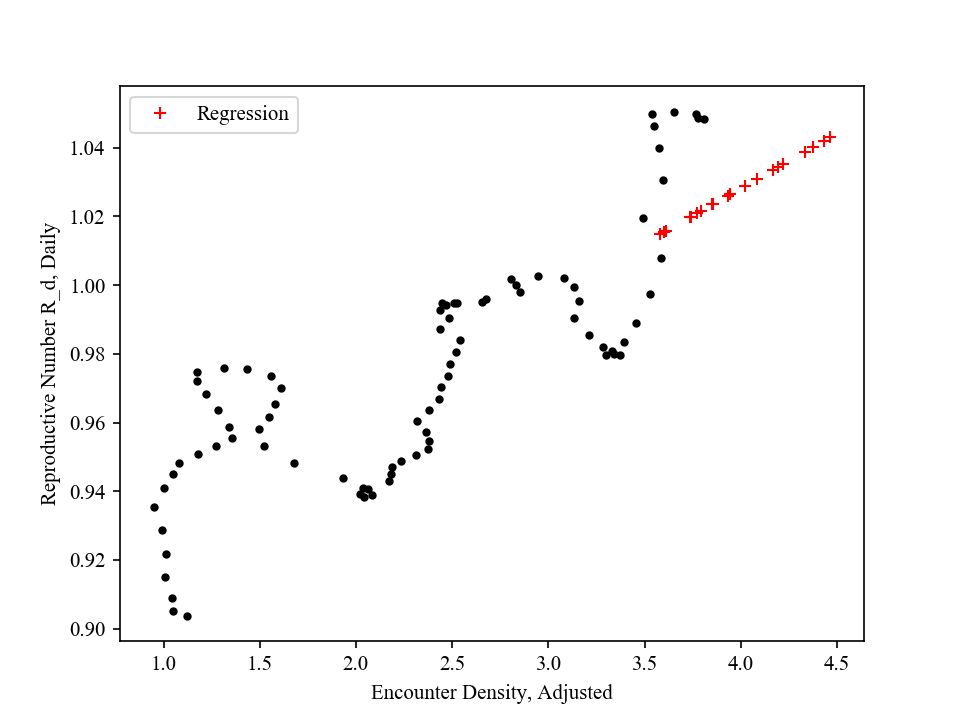 Regression
1.04
1.02
1.00
0.98
0.96
0.94
0.92
0.90
Reproductive Number R_d, Daily
1.0 1.5 2.0 2.5 3.0 3.5 4.0 4.5
Encounter Density, Adjusted